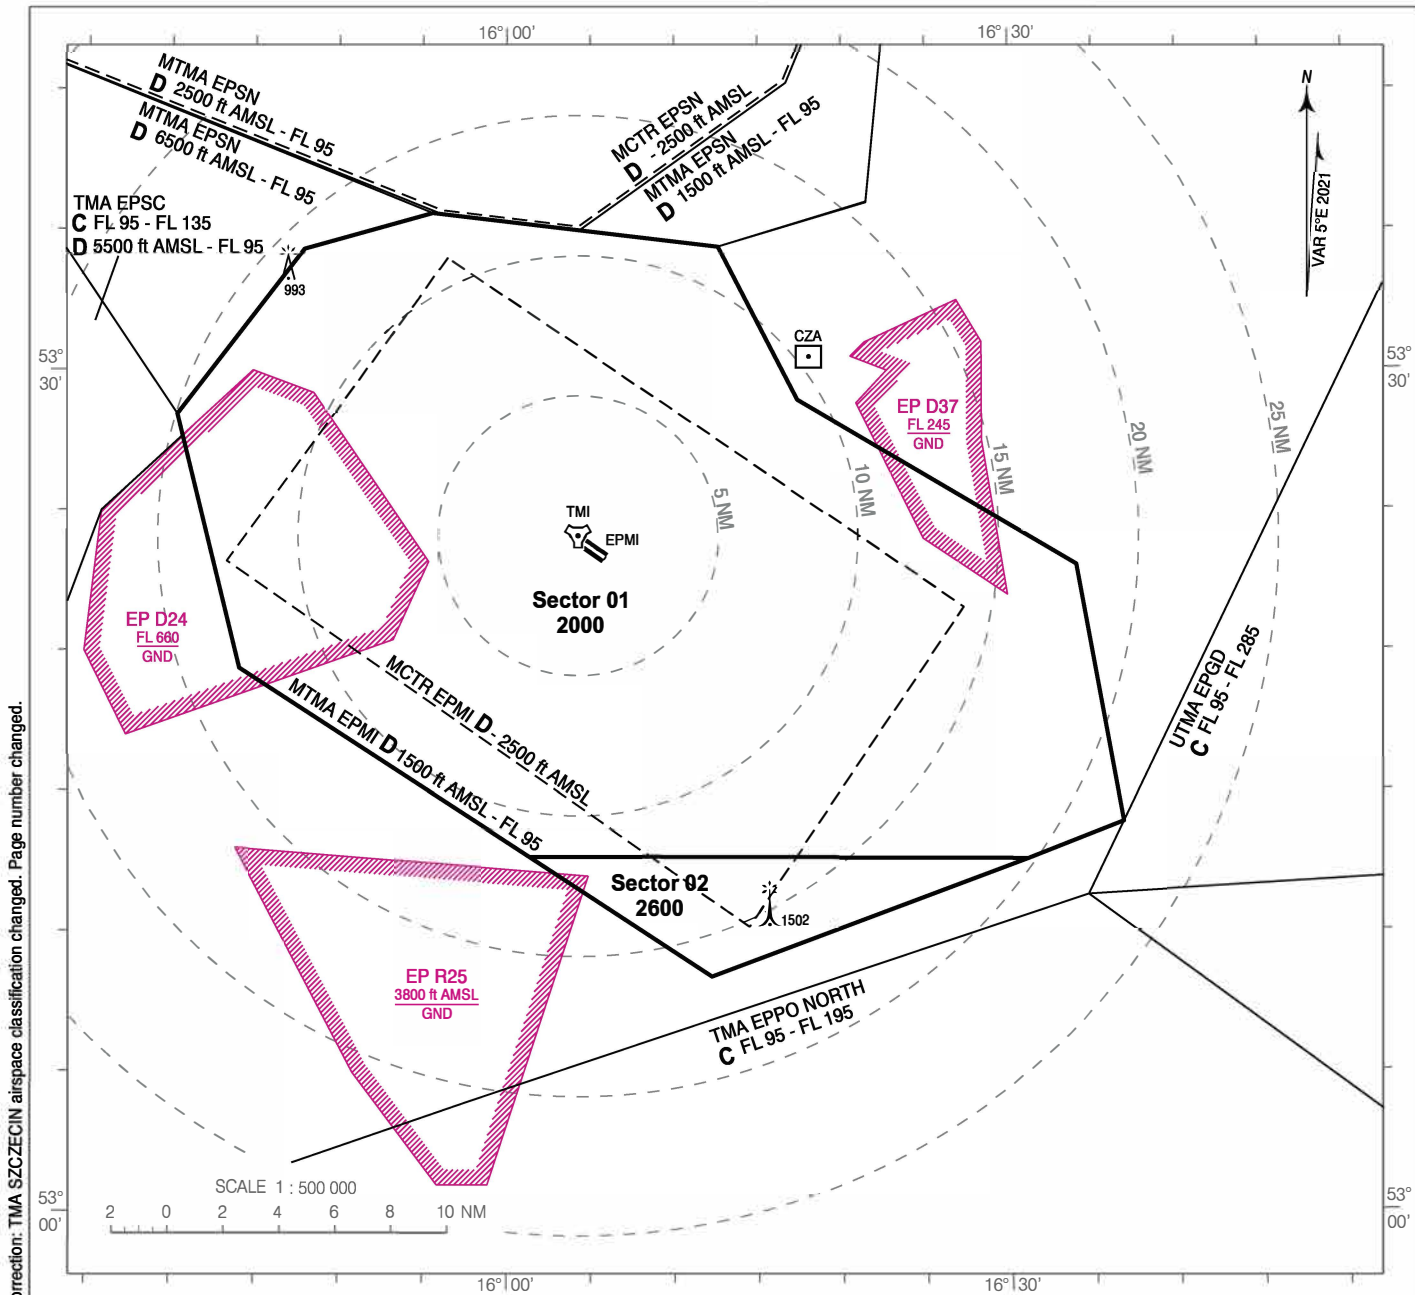 16°00'
16°30'
MTMA EPSN
D 2500 ft AMSL - FL 95
MTMA EPSN
D 6500 ft AMSL - FL 95
MCTR EPSN
D - 2500 ft AMSL
MTMA EPSN
D 1500 ft AMSL - FL 95
N
VAR 5°E 2021
TMA EPSC
C FL 95 - FL 135
D 5500 ft AMSL - FL 95
993
CZA
53°
30'
53°
30'
EP D37
FL 245
GND
5 NM
10 NM
15 NM
20 NM
25 NM
TMI
EPMI
Sector 01
2000
EP D24
FL 660
GND
MCTR EPMI D - 2500 ft AMSL
MTMA EPMI D 1500 ft AMSL - FL 95
UTMA EPGD
C FL 95 - FL 285
Sector 02
2600
1502
EP R25
3800 ft AMSL
GND
TMA EPPO NORTH
C FL 95 - FL 195
SCALE 1 : 500 000
2 0 2 4 6 8 10 NM
53°
00'
53°
00'
16°00'
16°30'
orrection: TMA SZCZECIN airspace classification changed. Page number changed.